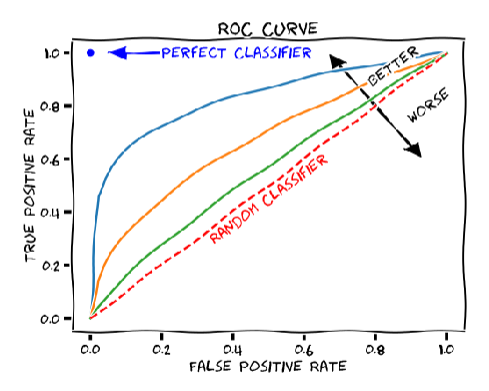 ROC CURVE
1.0
PERFECT CLASSIFIER
BETTER
WORSE
0.8
0.6
0.4
0.2
0.0
TRUE POSITIVE RATE
RANDOM CLASSIFIER
0.0 0.2 0.4 0.6 0.8 1.0
FALSE POSITIVE RATE